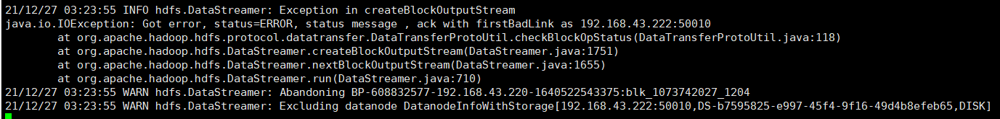 21/12/27 03:23:55 INFO hdfs.DataStreamer: Exception in createBlockOutputStream
java.io.IOException: Got error, status=ERROR, status message , ack with firstBadLink as 192.168.43.222:50010
at org.apache.hadoop.hdfs.protocol.datatransfer.DataTransferProtoUtil.checkBlockOpStatus(DataTransferProtoUtil.java:118)
at org.apache.hadoop.hdfs.DataStreamer.createBlockOutputStream(DataStreamer.java:1751)
at org.apache.hadoop.hdfs.DataStreamer.nextBlockOutputStream(DataStreamer.java:1655)
at org.apache.hadoop.hdfs.DataStreamer.run(DataStreamer.java:710)
21/12/27 03:23:55 WARN hdfs.DataStreamer: Abandoning BP-608832577-192.168.43.220-1640522543375:blk_1073742027_1204
21/12/27 03:23:55 WARN hdfs.DataStreamer: Excluding datanode DatanodeInfoWithStorage[192.168.43.222:50010,DS-b7595825-e997-45f4-9f16-49d4b8efeb65,DISK]